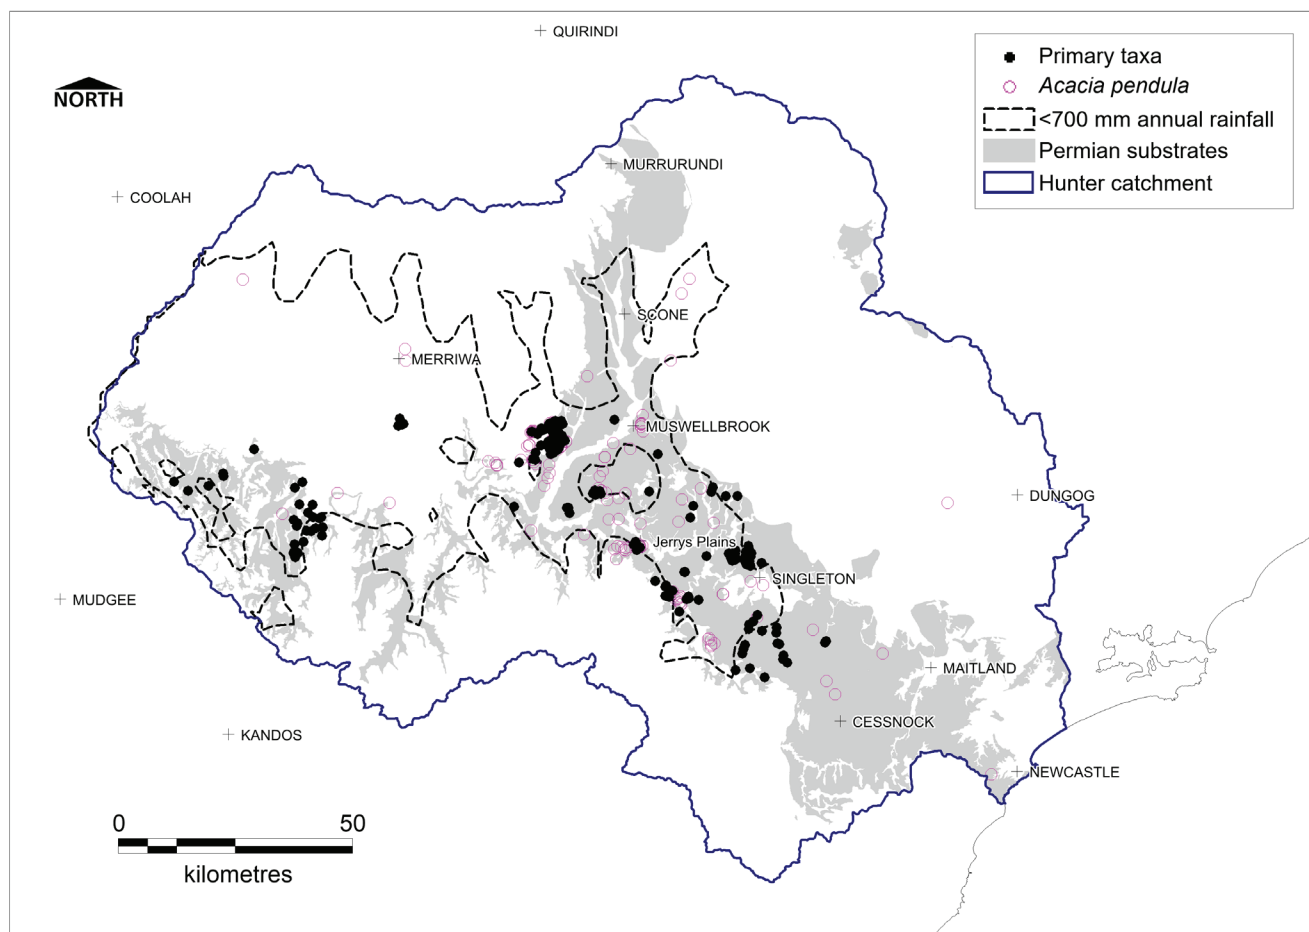 QUIRINDI
Primary taxa
Acacia pendula
<700 mm annual rainfall
Permian substrates
Hunter catchment
NORTH
MURRURUNDI
COOLAH
SCONE
MERRIWA
MUSWELLBROOK
DUNGOG
Jerrys Plains
SINGLETON
MUDGEE
MAITLAND
CESSNOCK
KANDOS
NEWCASTLE
0 50
kilometres